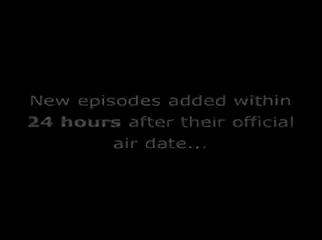 New episodes added within
24 hours after their official
air date...